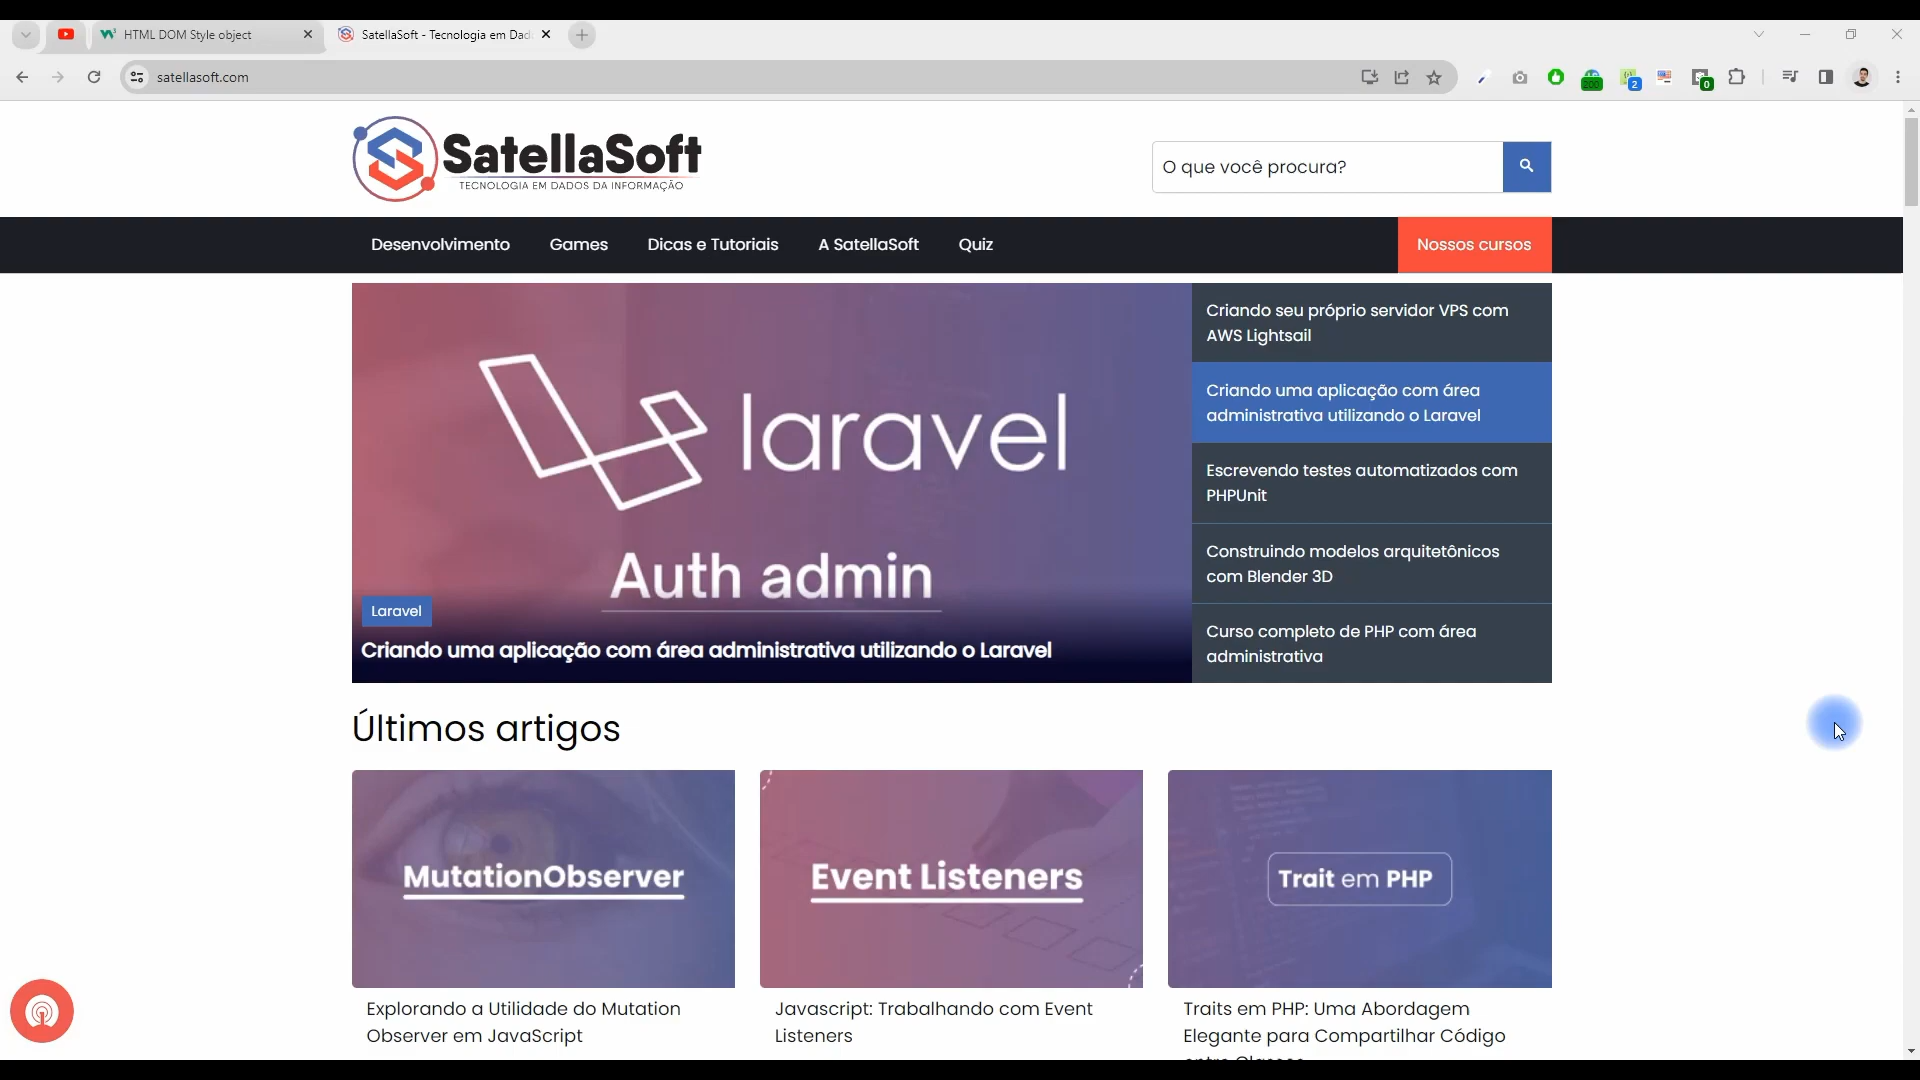 HTML DOM Style object
SatellaSoft - Tecnologia em Dad
satellasoft.com
200
2
0
SatellaSoft
TECNOLOGIA EM DADOS DA INFORMAÇÃO
O que você procura?
Desenvolvimento
Games
Dicas e Tutoriais
A SatellaSoft
Quiz
Nossos cursos
laravel
Auth admin
Laravel
Criando uma aplicação com área administrativa utilizando o Laravel
Criando seu próprio servidor VPS com
AWS Lightsail
Criando uma aplicação com área
administrativa utilizando o Laravel
Escrevendo testes automatizados com
PHPUnit
Construindo modelos arquitetônicos
com Blender 3D
Curso completo de PHP com área
administrativa
Últimos artigos
MutationObserver
Event Listeners
Trait em PHP
Explorando a Utilidade do Mutation
Observer em JavaScript
Javascript: Trabalhando com Event
Listeners
Traits em PHP: Uma Abordagem
Elegante para Compartilhar Código